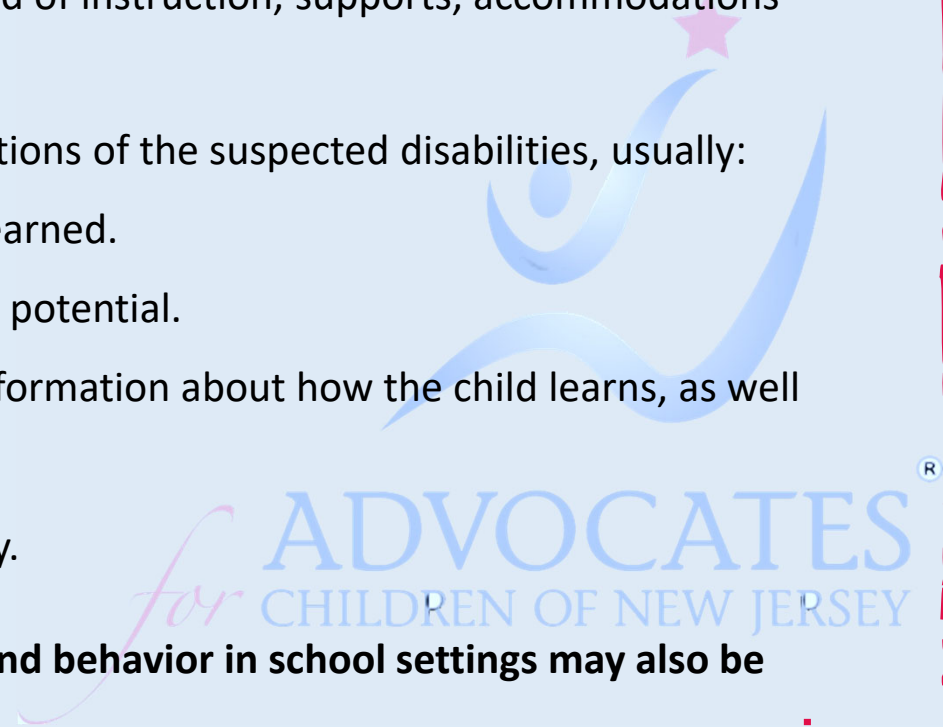 d of instruction, supports, accommodations
tions of the suspected disabilities, usually:
earned.
potential.
formation about how the child learns, as well
y.
nd behavior in school settings may also be
ADVOCATES®
for CHILDREN OF NEW JERSEY